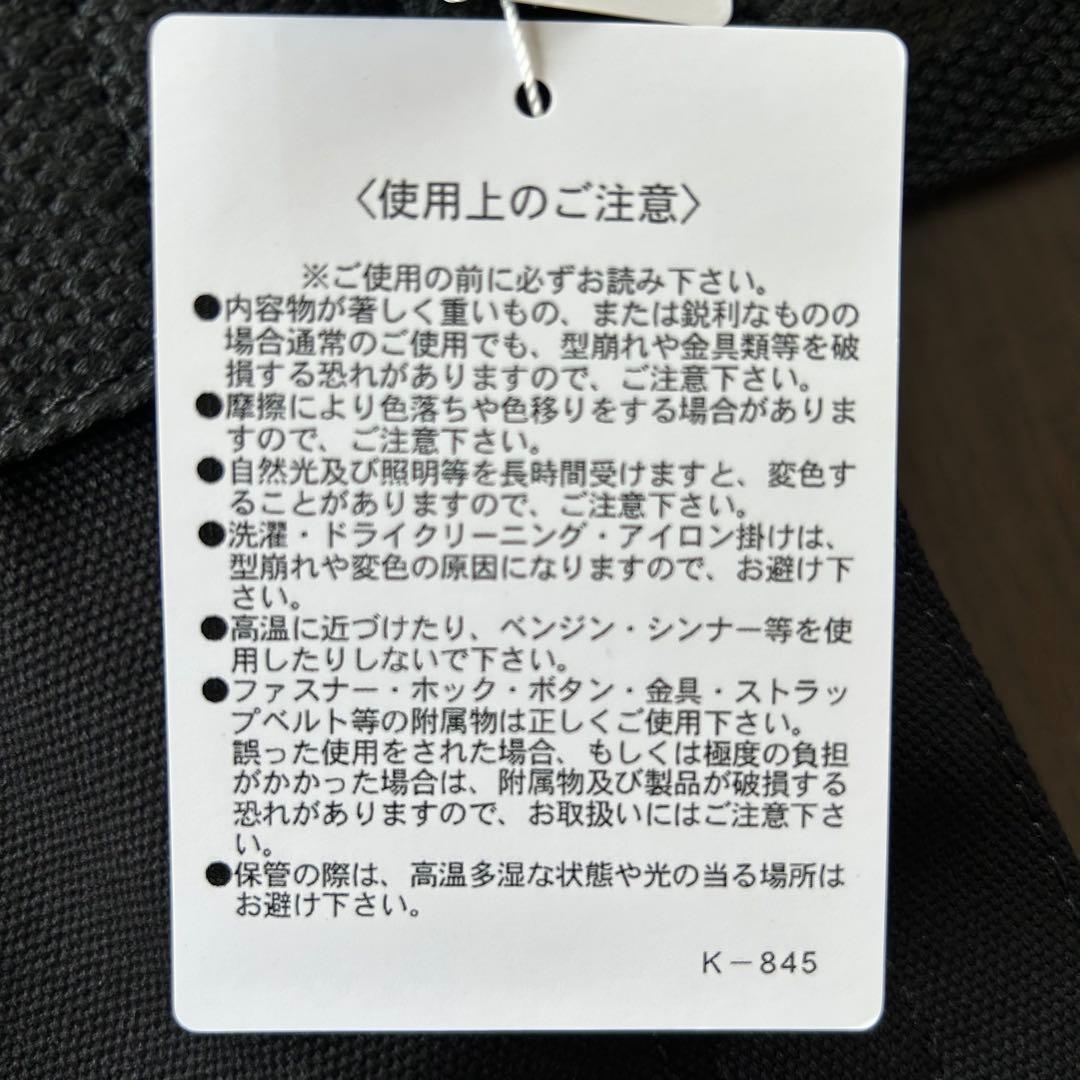 〈使用上のご注意〉
※ご使用の前に必ずお読み下さい。
●内容物が著しく重いもの、または鋭利なものの
場合通常のご使用でも、型崩れや金具類等を破
損する恐れがありますので、ご注意下さい。
●摩擦により色落ちや色移りをする場合がありま
すので、ご注意下さい。
●自然光及び照明等を長時間受けますと、変色す
ることがありますので、ご注意下さい。
●洗濯・ドライクリーニング・アイロン掛けは、
型崩れや変色の原因になりますので、お避け下
さい。
●高温に近づけたり、ベンジン・シンナー等を使
用したりしないで下さい。
●ファスナー・ホック・ボタン・金具・ストラッ
プベルト等の附属物は正しくご使用下さい。
誤った使用をされた場合、もしくは極度の負担
がかかった場合は、附属物及び製品が破損する
恐れがありますので、お取扱いにはご注意下さ
い。
●保管の際は、高温多湿な状態や光の当る場所は
お避け下さい。
K－845